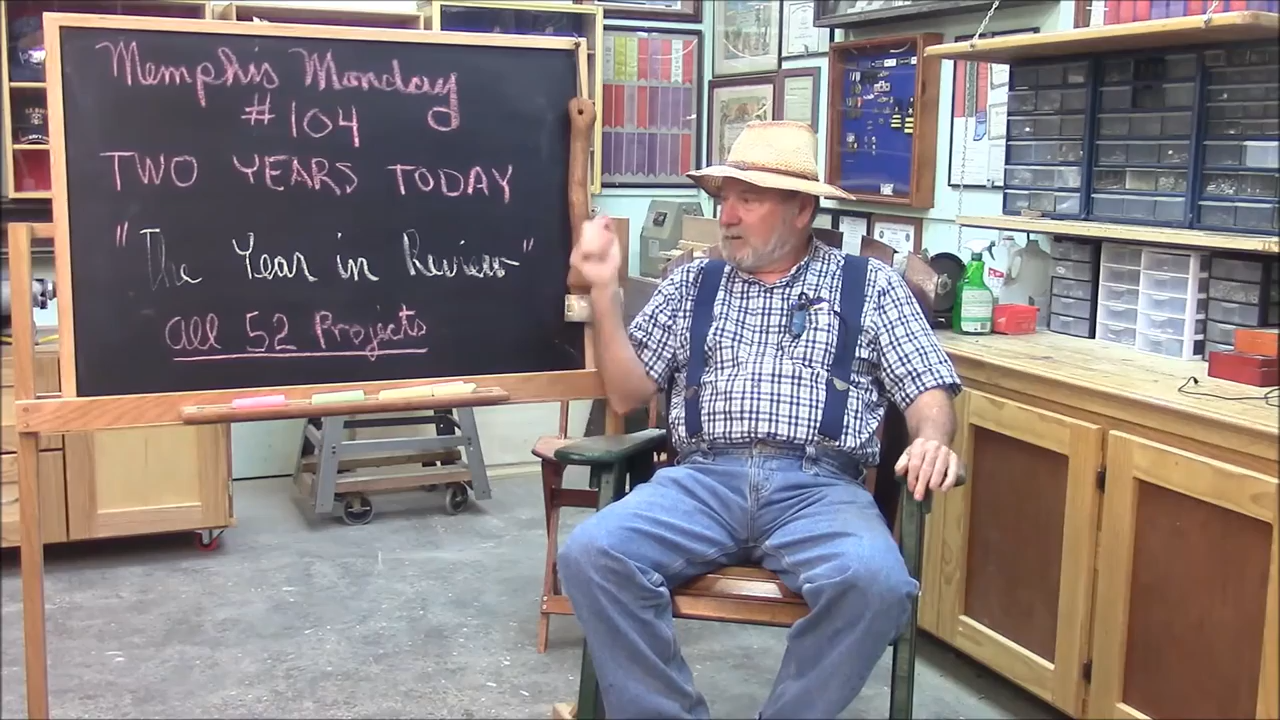 Memphis Monday
#104
TWO YEARS TODAY
"The Year in Review"
All 52 Projects